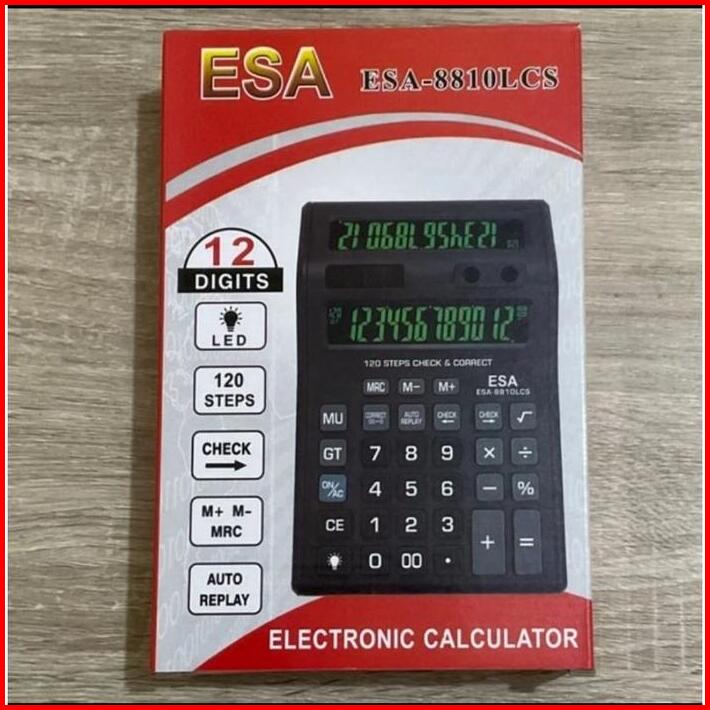 ESA ESA-8810LCS
12
DIGITS
LED
120
STEPS
CHECK
M+ M-
MRC
AUTO
REPLAY
123456789012
120 STEPS CHECK & CORRECT
MRC M- M+ ESA
ESA-8810LCS
MU CORRECT AUTO REPLAY CHECK CHECK √
GT 7 8 9 × ÷
ON/AC 4 5 6 − %
CE 1 2 3 + =
0 00 .
ELECTRONIC CALCULATOR